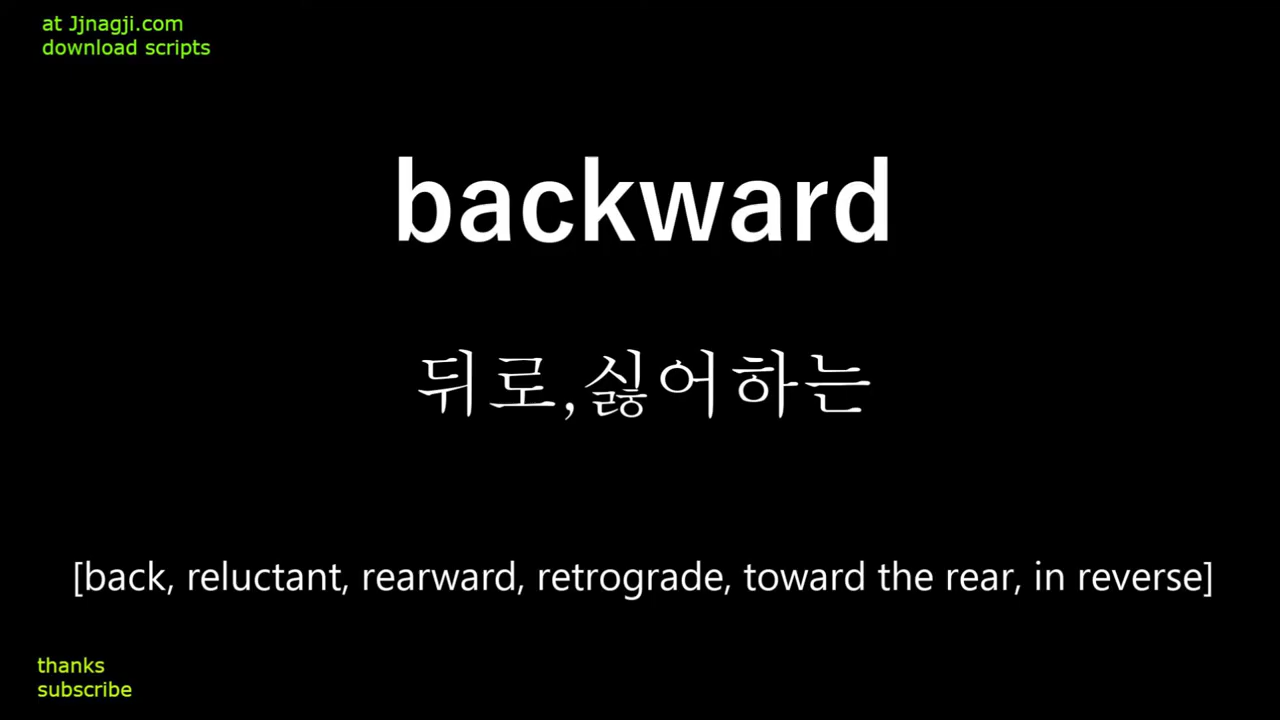 at Jjnagji.com
download scripts
backward
뒤로,싫어하는
[back, reluctant, rearward, retrograde, toward the rear, in reverse]
thanks
subscribe